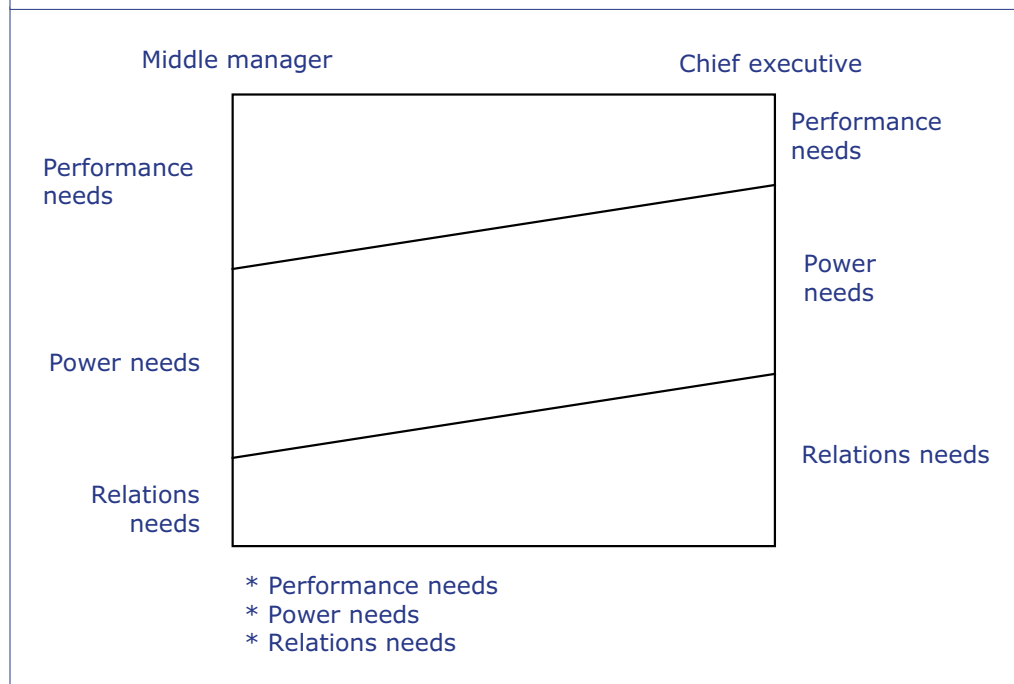 Middle manager
Chief executive
Performance
needs
Performance
needs
Power
needs
Power needs
Relations needs
Relations
needs
* Performance needs
* Power needs
* Relations needs